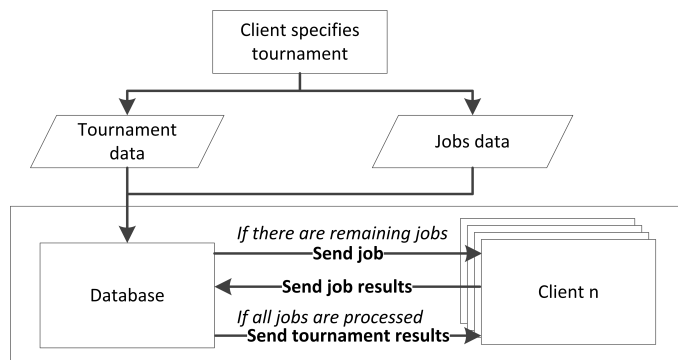 Client specifies
tournament
Tournament
data
Jobs data
If there are remaining jobs
Send job
Database
Send job results
Client n
If all jobs are processed
Send tournament results